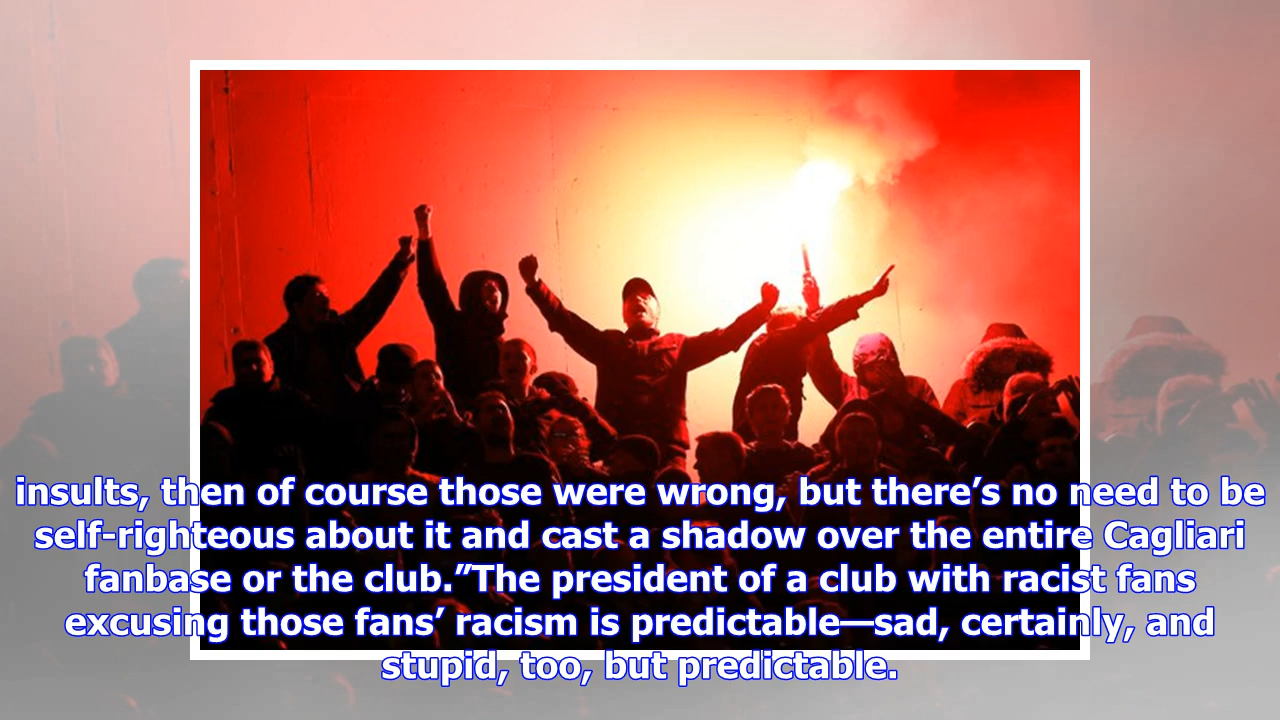 insults, then of course those were wrong, but there’s no need to be
self-righteous about it and cast a shadow over the entire Cagliari
fanbase or the club.”The president of a club with racist fans
excusing those fans’ racism is predictable—sad, certainly, and
stupid, too, but predictable.